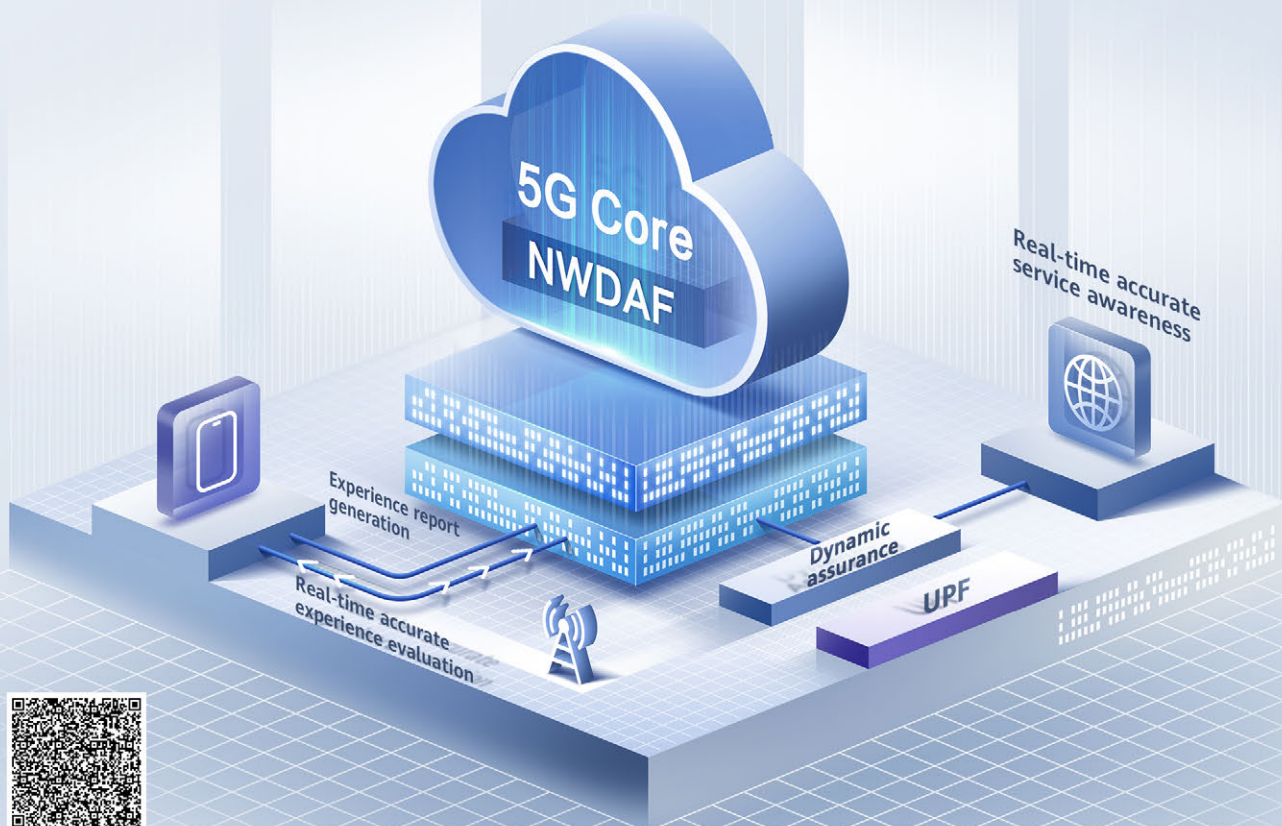 5G Core
NWDAF
Real-time accurate
service awareness
Experience report
generation
Real-time accurate
experience evaluation
Dynamic
assurance
UPF